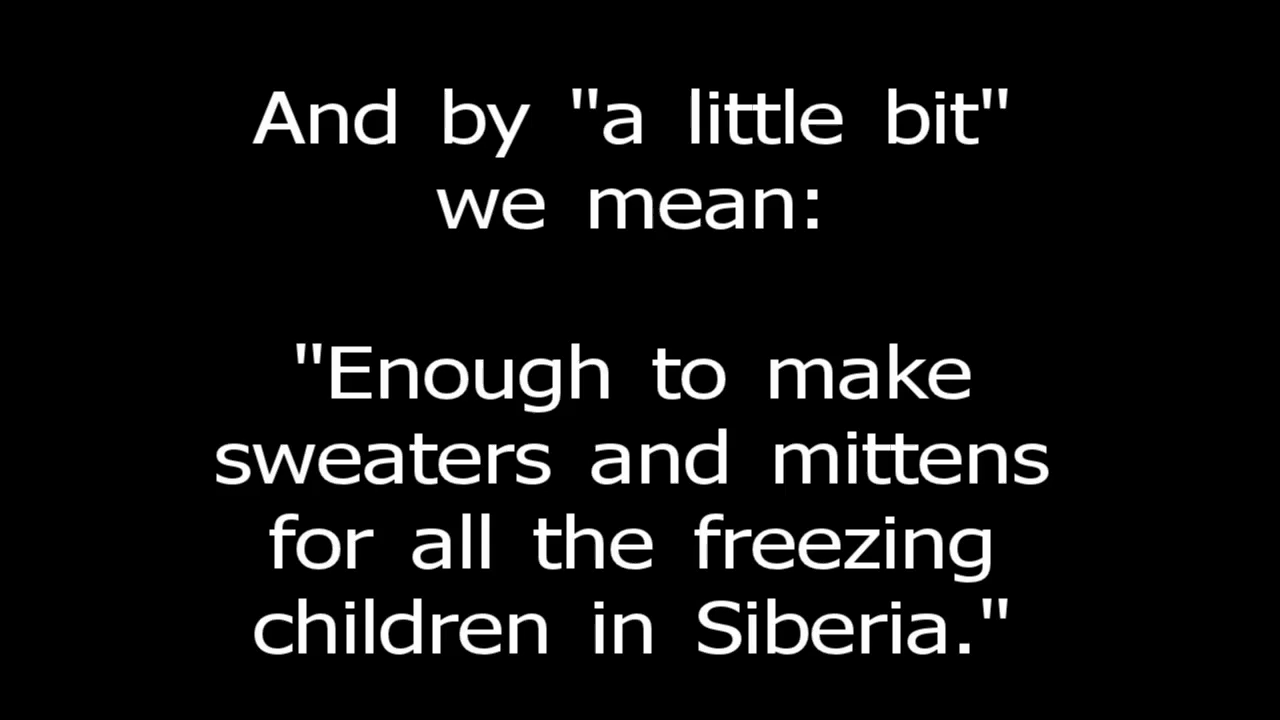 And by "a little bit"
we mean:
"Enough to make
sweaters and mittens
for all the freezing
children in Siberia."